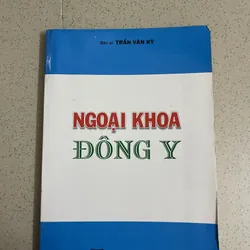 Bác sĩ TRẦN VĂN KỲ
NGOẠI KHOA
ĐÔNG Y